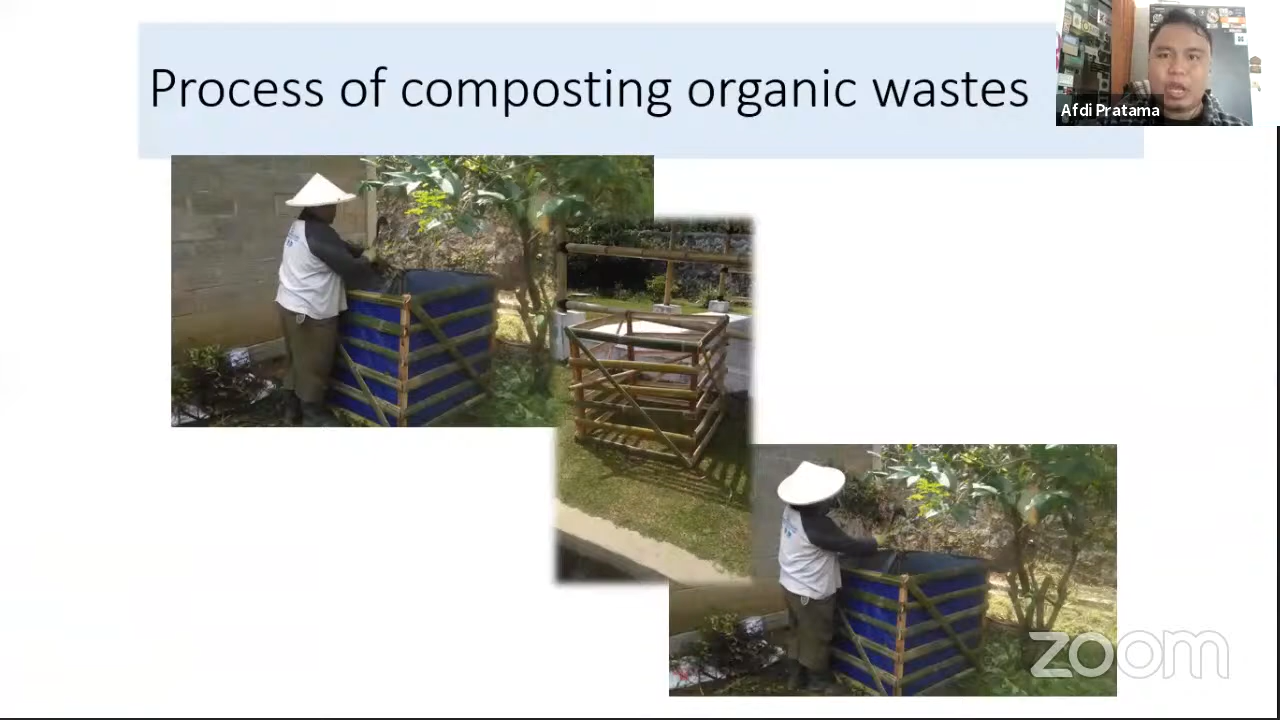 Process of composting organic wastes
Afdi Pratama
zoom